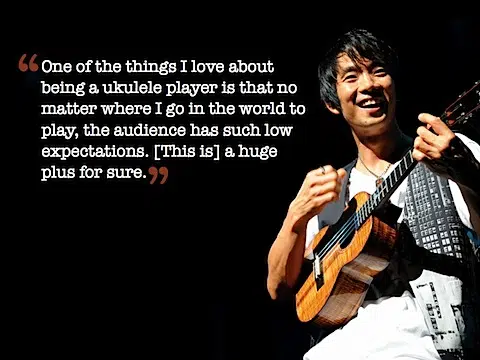 “One of the things I love about
being a ukulele player is that no
matter where I go in the world to
play, the audience has such low
expectations. [This is] a huge
plus for sure.”